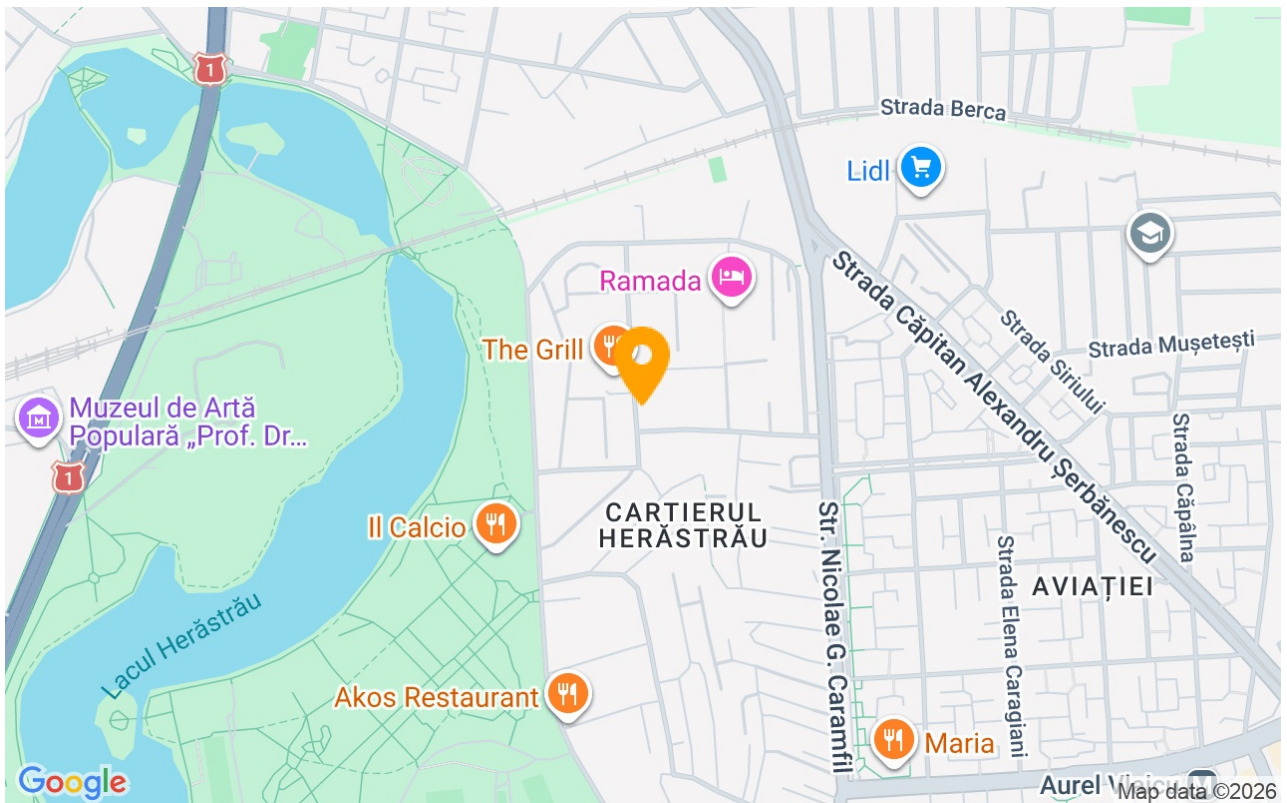 1
Strada Berca
Lidl
Ramada
Strada Căpitan Alexandru Șerbănescu
Strada Siriului
Strada Mușetești
The Grill
Muzeul de Artă
Populară „Prof. Dr...
M
1
Strada Căpâlna
Il Calcio
CARTIERUL
HERĂSTRĂU
Str. Nicolae G. Caramfil
Strada Elena Caragiani
AVIAȚIEI
Lacul Herăstrău
Akos Restaurant
Maria
Google
Aurel
Map data ©2026